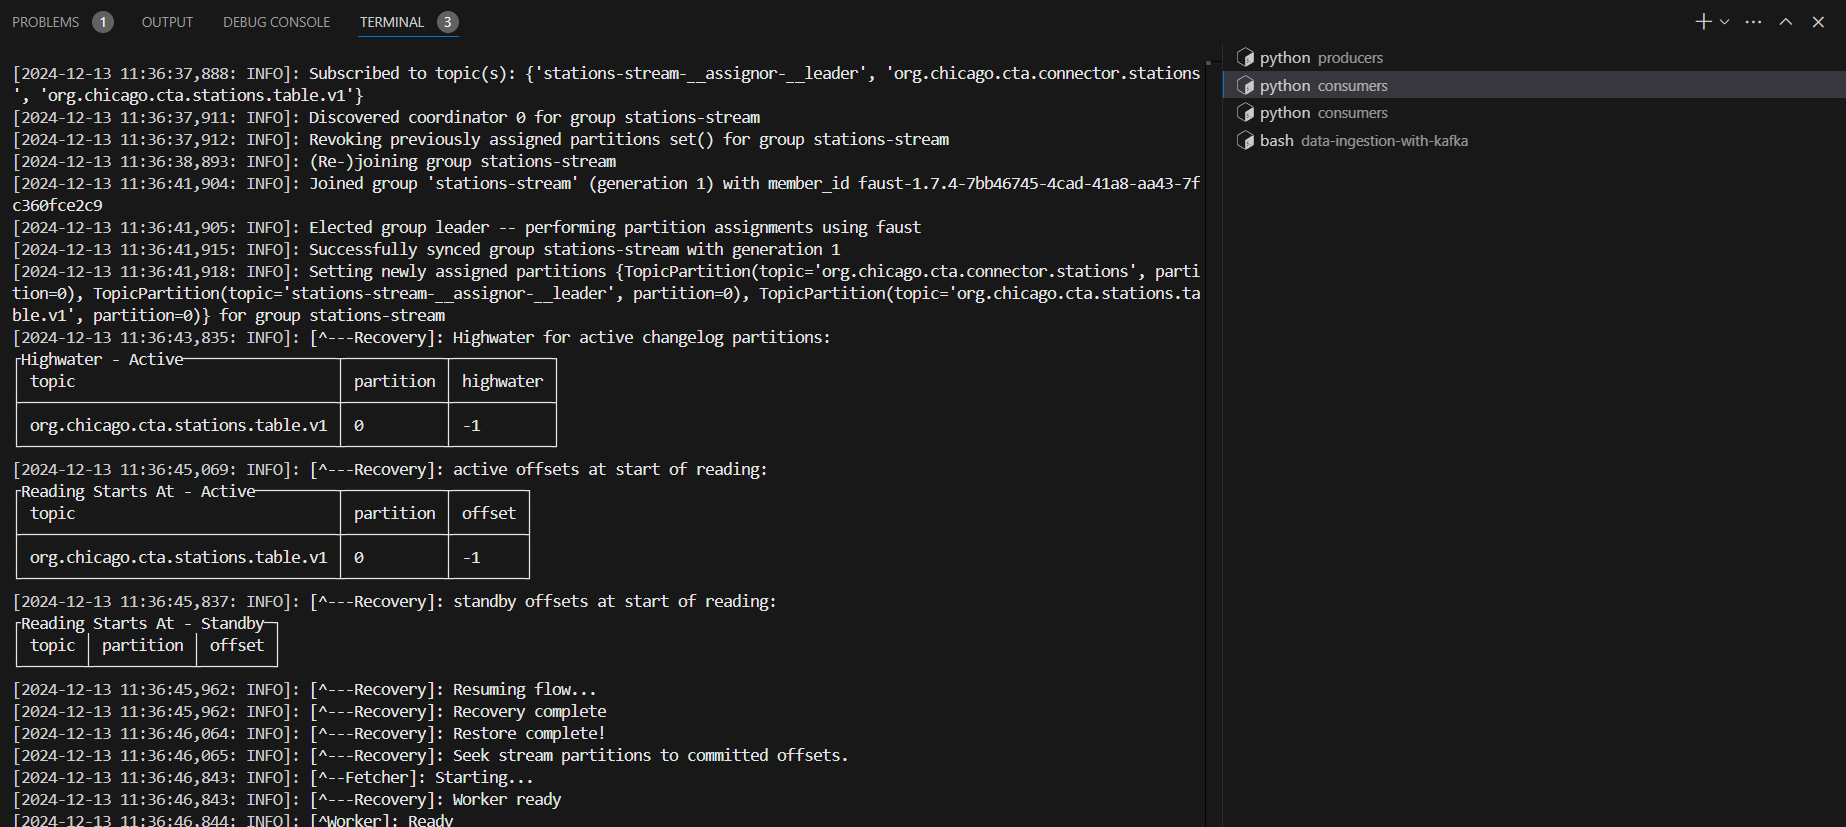 PROBLEMS 1 OUTPUT DEBUG CONSOLE TERMINAL 3
[2024-12-13 11:36:37,888: INFO]: Subscribed to topic(s): {'stations-stream-__assignor-__leader', 'org.chicago.cta.connector.stations
', 'org.chicago.cta.stations.table.v1'}
[2024-12-13 11:36:37,911: INFO]: Discovered coordinator 0 for group stations-stream
[2024-12-13 11:36:37,912: INFO]: Revoking previously assigned partitions set() for group stations-stream
[2024-12-13 11:36:38,893: INFO]: (Re-)joining group stations-stream
[2024-12-13 11:36:41,904: INFO]: Joined group 'stations-stream' (generation 1) with member_id faust-1.7.4-7bb46745-4cad-41a8-aa43-7f
c360fce2c9
[2024-12-13 11:36:41,905: INFO]: Elected group leader -- performing partition assignments using faust
[2024-12-13 11:36:41,915: INFO]: Successfully synced group stations-stream with generation 1
[2024-12-13 11:36:41,918: INFO]: Setting newly assigned partitions {TopicPartition(topic='org.chicago.cta.connector.stations', parti
tion=0), TopicPartition(topic='stations-stream-__assignor-__leader', partition=0), TopicPartition(topic='org.chicago.cta.stations.ta
ble.v1', partition=0)} for group stations-stream
[2024-12-13 11:36:43,835: INFO]: [^---Recovery]: Highwater for active changelog partitions:
Highwater - Active
topic partition highwater
org.chicago.cta.stations.table.v1 0 -1
[2024-12-13 11:36:45,069: INFO]: [^---Recovery]: active offsets at start of reading:
Reading Starts At - Active
topic partition offset
org.chicago.cta.stations.table.v1 0 -1
[2024-12-13 11:36:45,837: INFO]: [^---Recovery]: standby offsets at start of reading:
Reading Starts At - Standby
topic partition offset
[2024-12-13 11:36:45,962: INFO]: [^---Recovery]: Resuming flow...
[2024-12-13 11:36:45,962: INFO]: [^---Recovery]: Recovery complete
[2024-12-13 11:36:46,064: INFO]: [^---Recovery]: Restore complete!
[2024-12-13 11:36:46,065: INFO]: [^---Recovery]: Seek stream partitions to committed offsets.
[2024-12-13 11:36:46,843: INFO]: [^--Fetcher]: Starting...
[2024-12-13 11:36:46,843: INFO]: [^---Recovery]: Worker ready
[2024-12-13 11:36:46,844: INFO]: [^Worker]: Ready
python producers
python consumers
python consumers
bash data-ingestion-with-kafka